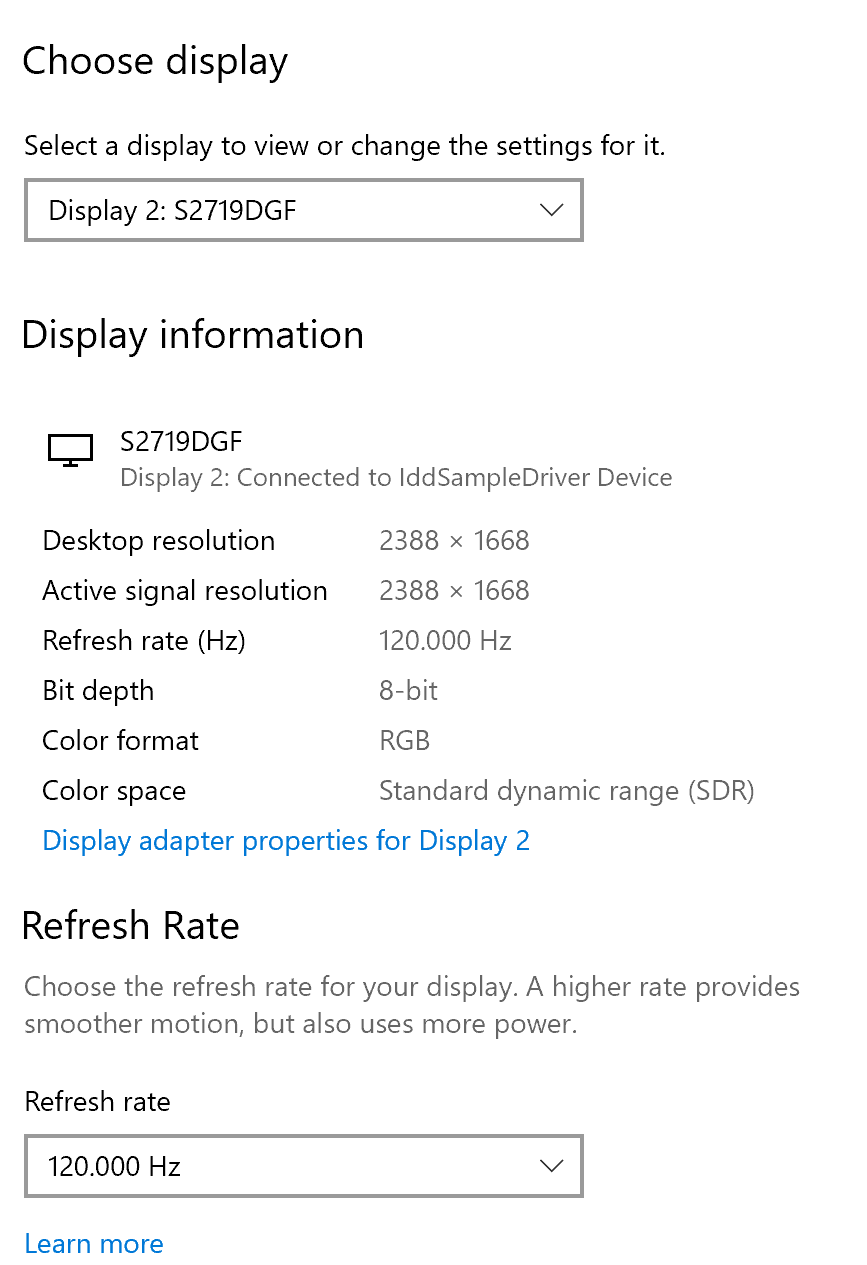 Choose display
Select a display to view or change the settings for it.
Display 2: S2719DGF
Display information
S2719DGF
Display 2: Connected to IddSampleDriver Device
Desktop resolution 2388 × 1668
Active signal resolution 2388 × 1668
Refresh rate (Hz) 120.000 Hz
Bit depth 8-bit
Color format RGB
Color space Standard dynamic range (SDR)
Display adapter properties for Display 2
Refresh Rate
Choose the refresh rate for your display. A higher rate provides
smoother motion, but also uses more power.
Refresh rate
120.000 Hz
Learn more